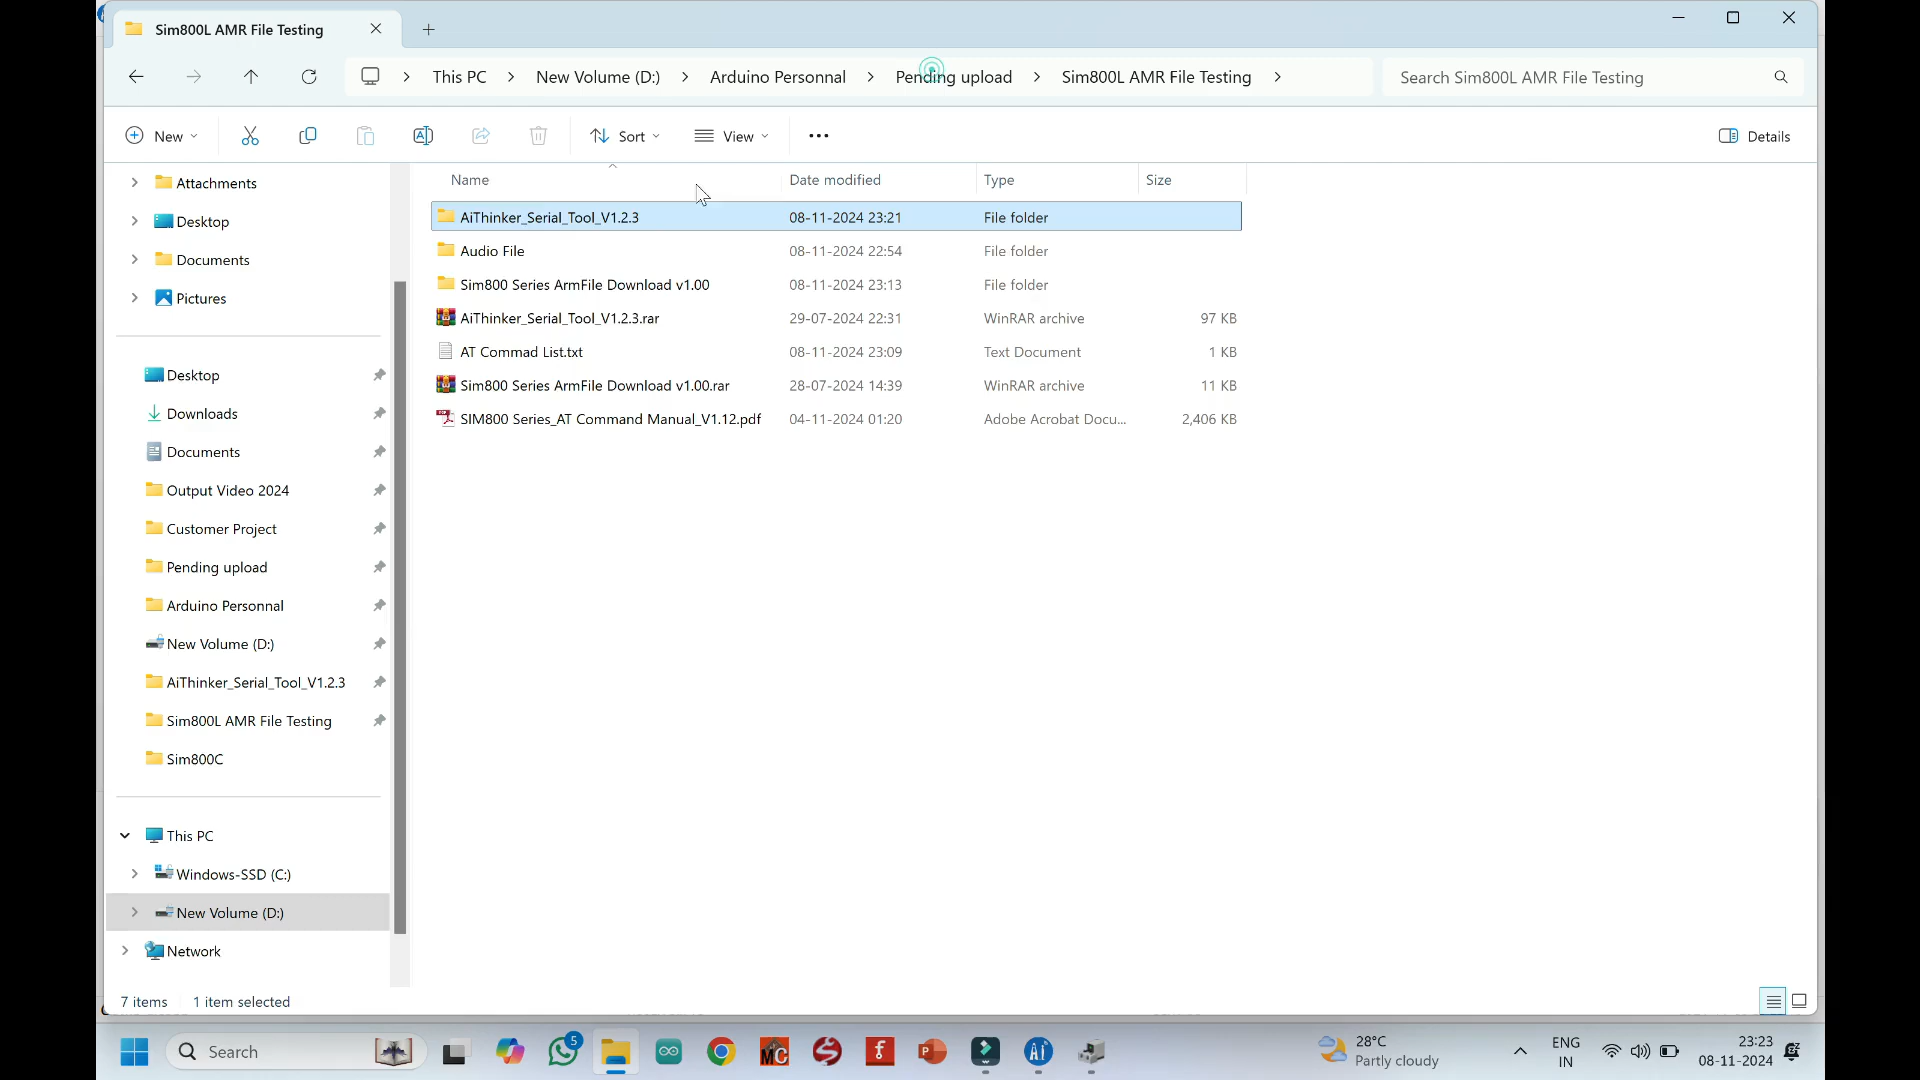 Sim800L AMR File Testing
This PC > New Volume (D:) > Arduino Personnal > Pending upload > Sim800L AMR File Testing >
Search Sim800L AMR File Testing
New
Sort
View
Details
Attachments
Desktop
Documents
Pictures
Desktop
Downloads
Documents
Output Video 2024
Customer Project
Pending upload
Arduino Personnal
New Volume (D:)
AiThinker_Serial_Tool_V1.2.3
Sim800L AMR File Testing
Sim800C
This PC
Windows-SSD (C:)
New Volume (D:)
Network
Name Date modified Type Size
AiThinker_Serial_Tool_V1.2.3 08-11-2024 23:21 File folder
Audio File 08-11-2024 22:54 File folder
Sim800 Series ArmFile Download v1.00 08-11-2024 23:13 File folder
AiThinker_Serial_Tool_V1.2.3.rar 29-07-2024 22:31 WinRAR archive 97 KB
AT Commad List.txt 08-11-2024 23:09 Text Document 1 KB
Sim800 Series ArmFile Download v1.00.rar 28-07-2024 14:39 WinRAR archive 11 KB
SIM800 Series_AT Command Manual_V1.12.pdf 04-11-2024 01:20 Adobe Acrobat Docu... 2,406 KB
7 items 1 item selected
Search
5
28°C
Partly cloudy
ENG
IN
23:23
08-11-2024